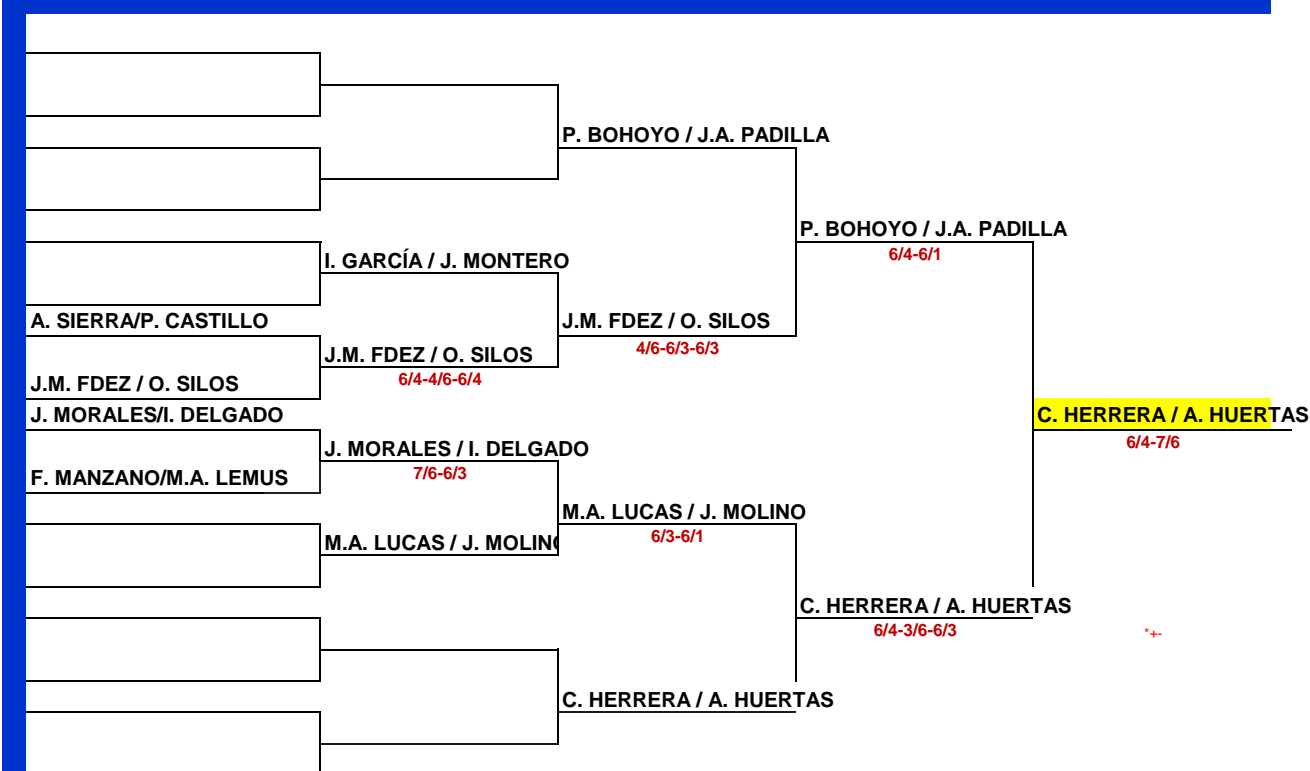 P. BOHOYO / J.A. PADILLA
P. BOHOYO / J.A. PADILLA
6/4-6/1
I. GARCÍA / J. MONTERO
A. SIERRA/P. CASTILLO
J.M. FDEZ / O. SILOS
4/6-6/3-6/3
J.M. FDEZ / O. SILOS
6/4-4/6-6/4
J.M. FDEZ / O. SILOS
J. MORALES/I. DELGADO
C. HERRERA / A. HUERTAS
6/4-7/6
J. MORALES / I. DELGADO
7/6-6/3
F. MANZANO/M.A. LEMUS
M.A. LUCAS / J. MOLINO
6/3-6/1
M.A. LUCAS / J. MOLINO
C. HERRERA / A. HUERTAS
6/4-3/6-6/3
*+-
C. HERRERA / A. HUERTAS